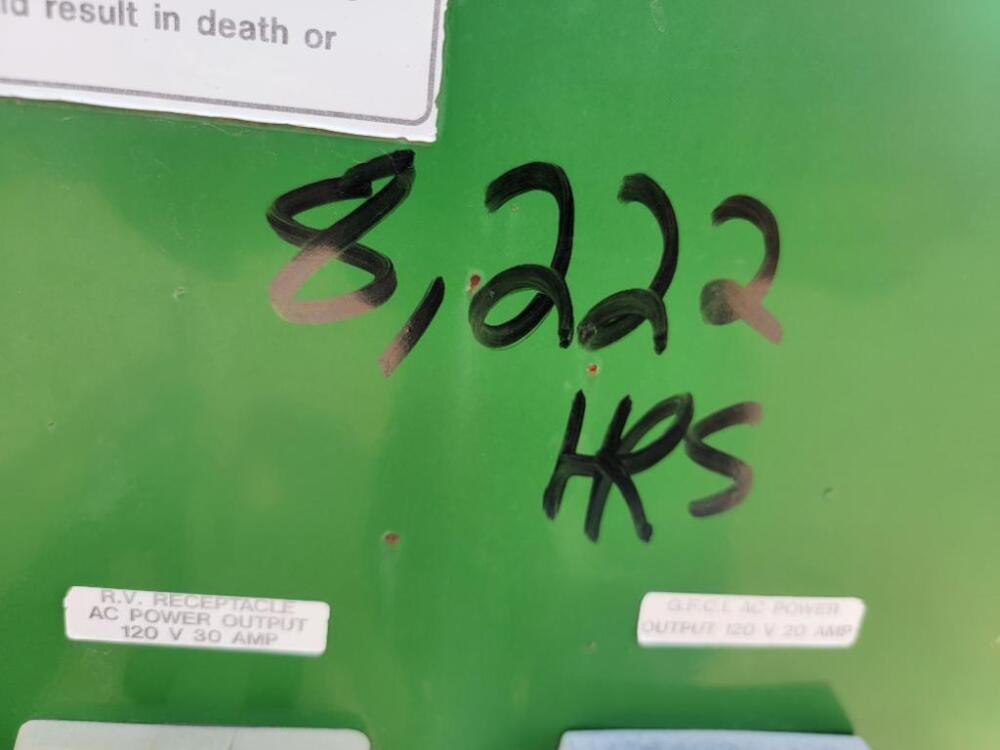 result in death or
8,222
HRS
R.V. RECEPTACLE
AC POWER OUTPUT
120 V 30 AMP
G.F.C.I. AC POWER
OUTPUT 120 V 20 AMP